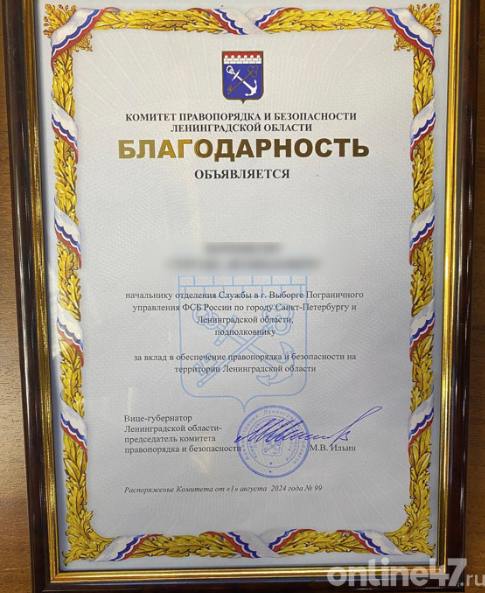 КОМИТЕТ ПРАВОПОРЯДКА И БЕЗОПАСНОСТИ
ЛЕНИНГРАДСКОЙ ОБЛАСТИ
БЛАГОДАРНОСТЬ
ОБЪЯВЛЯЕТСЯ
начальнику отделения Службы в г. Выборге Пограничного
управления ФСБ России по городу Санкт-Петербургу и
Ленинградской области,
подполковнику
за вклад в обеспечение правопорядка и безопасности на
территории Ленинградской области
Вице-губернатор
Ленинградской области-
председатель комитета
правопорядка и безопасности
М.В. Ильин
Распоряжение Комитета от «1» августа 2024 года № 99
online47.ru